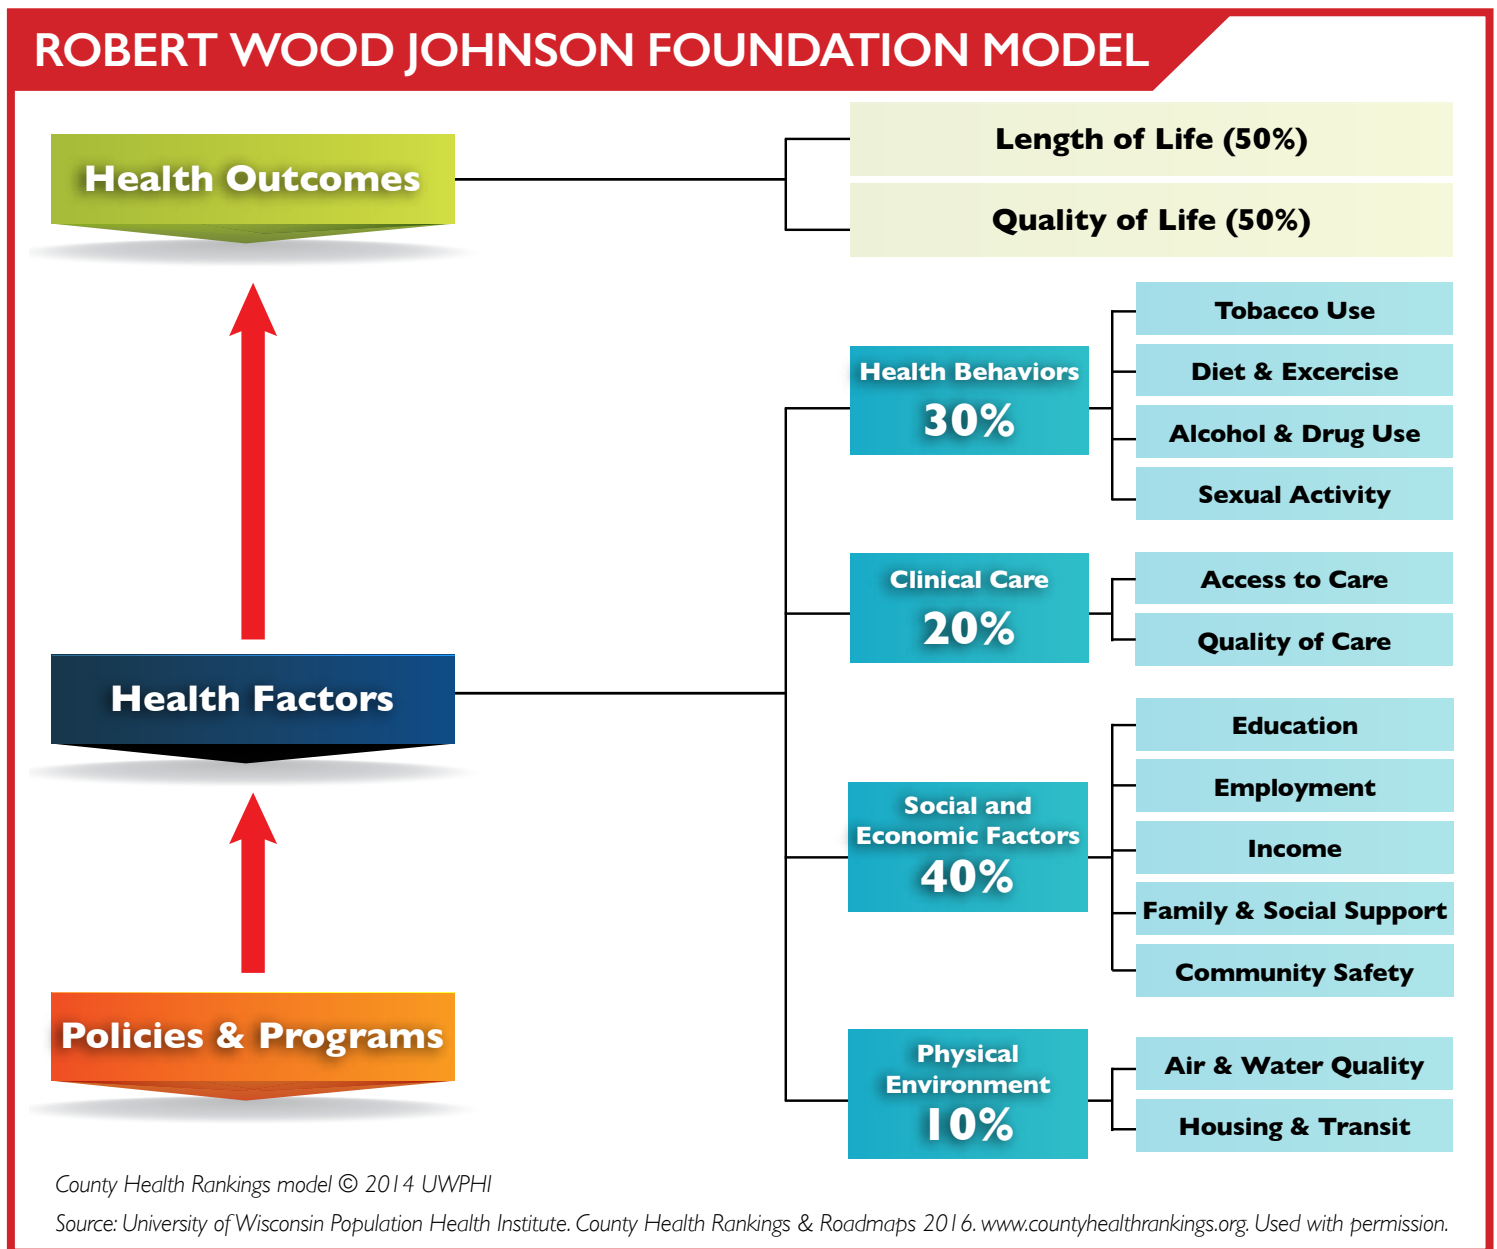 ROBERT WOOD JOHNSON FOUNDATION MODEL
Health Outcomes
Length of Life (50%)
Quality of Life (50%)
Health Factors
Health Behaviors
30%
Tobacco Use
Diet & Excercise
Alcohol & Drug Use
Sexual Activity
Clinical Care
20%
Access to Care
Quality of Care
Social and
Economic Factors
40%
Education
Employment
Income
Family & Social Support
Community Safety
Physical
Environment
10%
Air & Water Quality
Housing & Transit
Policies & Programs
County Health Rankings model © 2014 UWPHI
Source: University of Wisconsin Population Health Institute. County Health Rankings & Roadmaps 2016. www.countyhealthrankings.org. Used with permission.